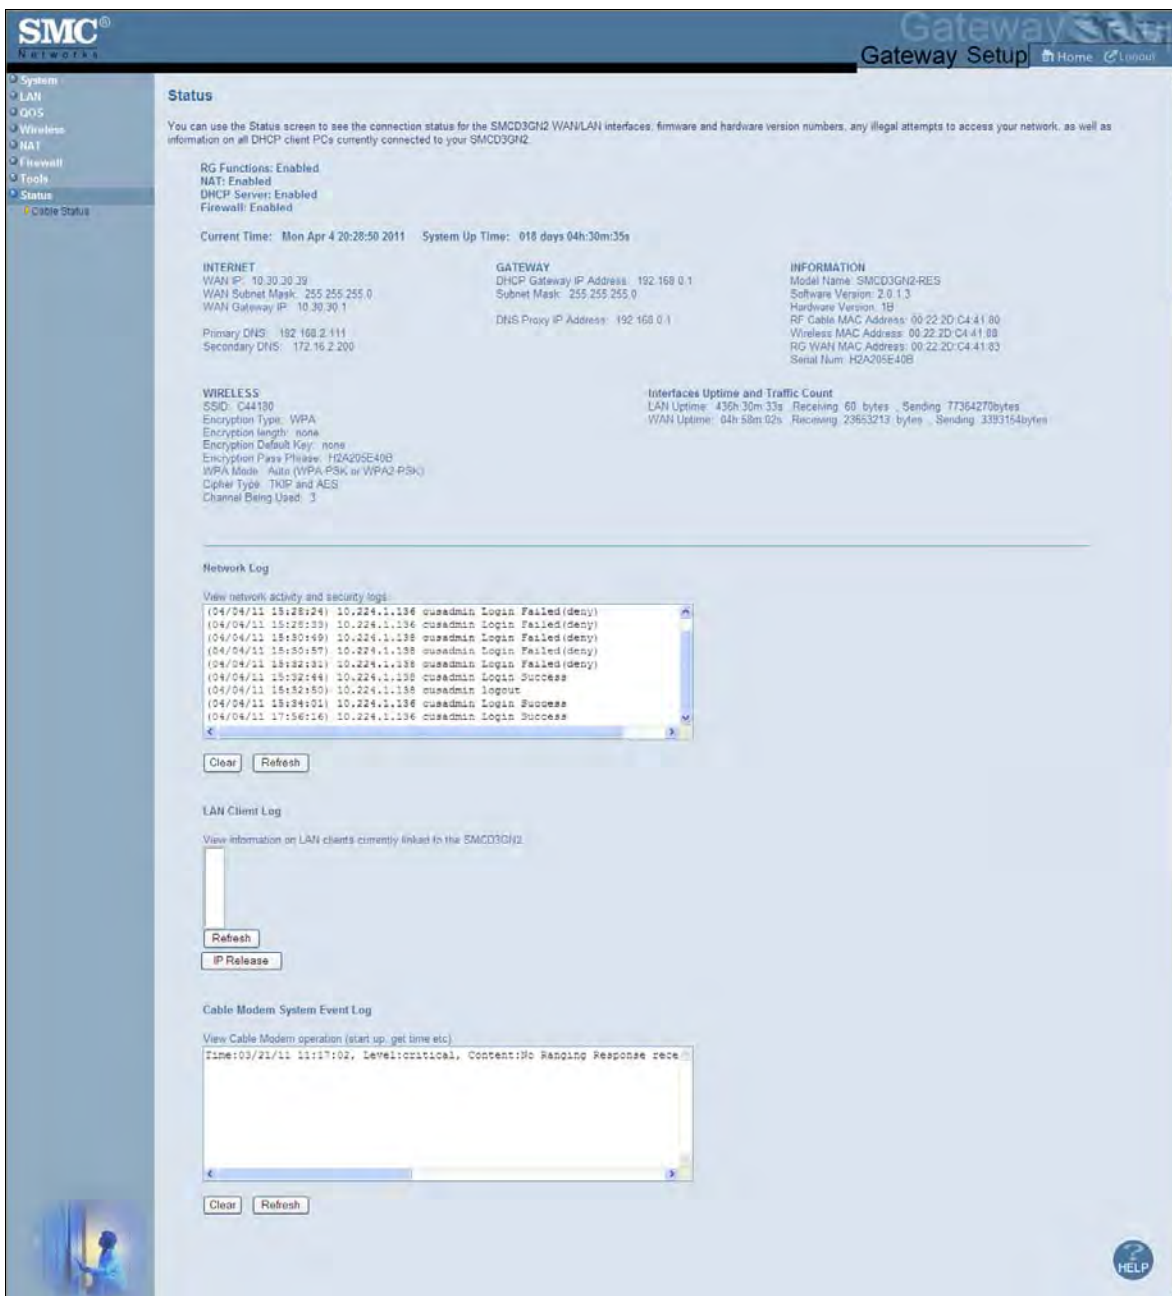 SMC®
Networks
Gateway Setup
Home Logout
System
LAN
QOS
Wireless
NAT
Firewall
Tools
Status
Cable Status
Status
You can use the Status screen to see the connection status for the SMCD3GN2 WAN/LAN interfaces, firmware and hardware version numbers, any illegal attempts to access your network, as well as
information on all DHCP client PCs currently connected to your SMCD3GN2.
RG Functions: Enabled
NAT: Enabled
DHCP Server: Enabled
Firewall: Enabled
Current Time: Mon Apr 4 20:28:50 2011 System Up Time: 018 days 04h:30m:35s
INTERNET
WAN IP: 10.30.30.39
WAN Subnet Mask: 255.255.255.0
WAN Gateway IP: 10.30.30.1
Primary DNS: 192.168.2.111
Secondary DNS: 172.16.2.200
GATEWAY
DHCP Gateway IP Address: 192.168.0.1
Subnet Mask: 255.255.255.0
DNS Proxy IP Address: 192.168.0.1
INFORMATION
Model Name: SMCD3GN2-RES
Software Version: 2.0.1.3
Hardware Version: 1B
RF Cable MAC Address: 00:22:2D:C4:41:80
Wireless MAC Address: 00:22:2D:C4:41:88
RG WAN MAC Address: 00:22:2D:C4:41:83
Serial Num: H2A205E40B
WIRELESS
SSID: C44180
Encryption Type: WPA
Encryption length: none
Encryption Default Key: none
Encryption Pass Phease: H2A205E40B
WPA Mode: Auto (WPA-PSK or WPA2-PSK)
Cipher Type: TKIP and AES
Channel Being Used: 3
Interfaces Uptime and Traffic Count
LAN Uptime: 436h:30m:33s Receiving 60 bytes , Sending 77364270bytes
WAN Uptime: 04h:58m:02s Receiving 23653213 bytes , Sending 3393154bytes
Network Log
View network activity and security logs.
(04/04/11 15:28:24) 10.224.1.136 cusadmin Login Failed(deny)
(04/04/11 15:28:33) 10.224.1.136 cusadmin Login Failed(deny)
(04/04/11 15:30:49) 10.224.1.138 cusadmin Login Failed(deny)
(04/04/11 15:30:57) 10.224.1.138 cusadmin Login Failed(deny)
(04/04/11 15:32:31) 10.224.1.138 cusadmin Login Failed(deny)
(04/04/11 15:32:44) 10.224.1.138 cusadmin Login Success
(04/04/11 15:32:50) 10.224.1.138 cusadmin logout
(04/04/11 15:34:01) 10.224.1.136 cusadmin Login Success
(04/04/11 17:56:16) 10.224.1.136 cusadmin Login Success
Clear Refresh
LAN Client Log
View information on LAN clients currently linked to the SMCD3GN2
Refresh
IP Release
Cable Modem System Event Log
View Cable Modem operation (start up, get time etc)
Time:03/21/11 11:17:02, Level:critical, Content:No Ranging Response rece
Clear Refresh
?
HELP